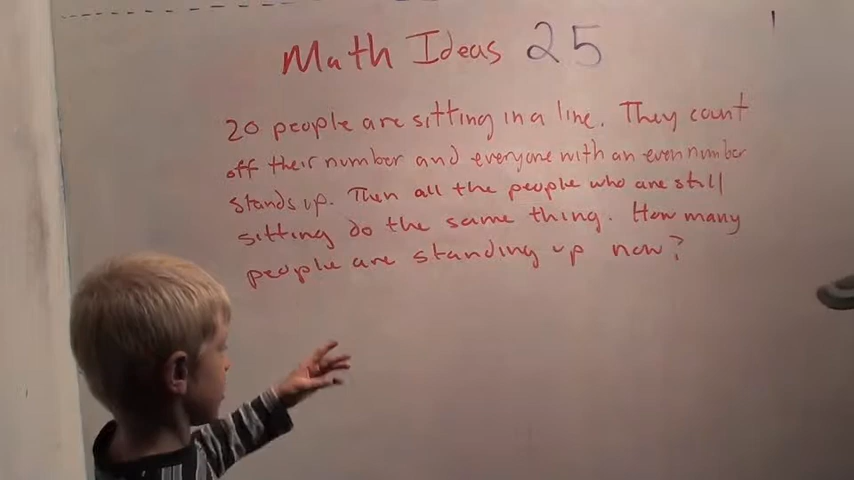 Math Ideas 25
20 people are sitting in a line. They count
off their number and everyone with an even number
stands up. Then all the people who are still
sitting do the same thing. How many
people are standing up now?